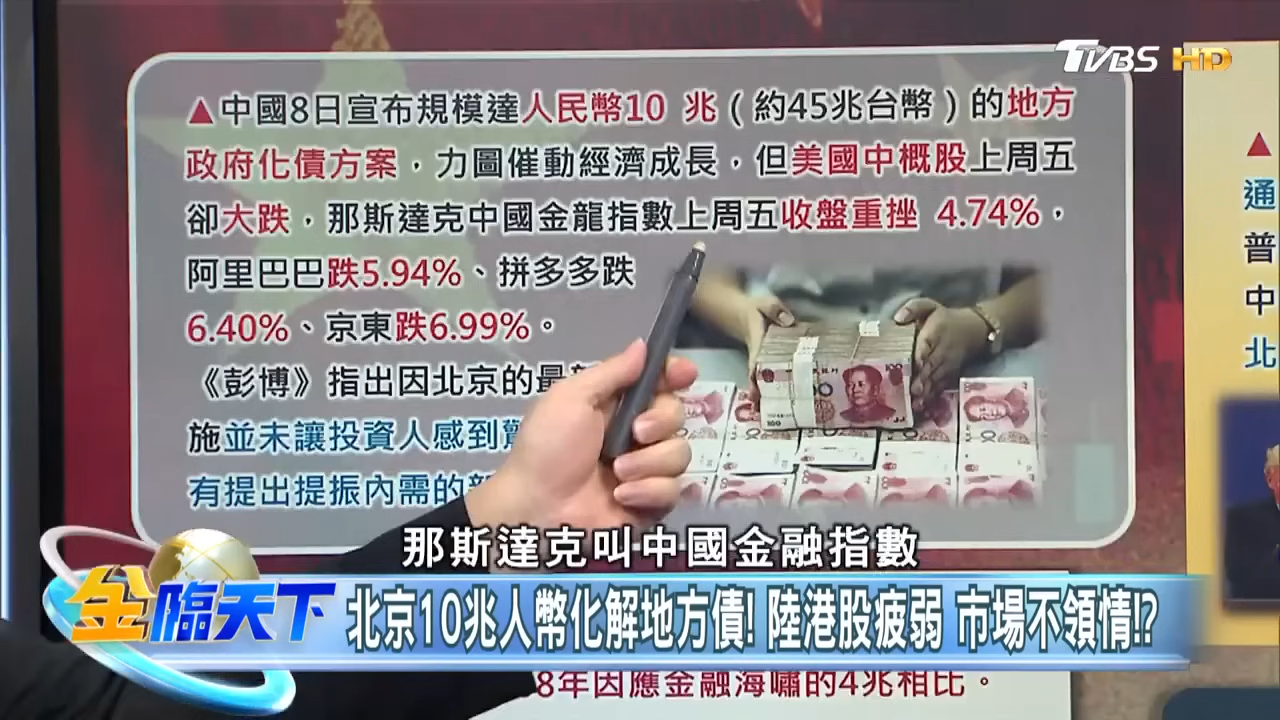 TVBS HD
▲中國8日宣布規模達人民幣10 兆（約45兆台幣）的地方
政府化債方案，力圖催動經濟成長，但美國中概股上周五
卻大跌，那斯達克中國金龍指數上周五收盤重挫 4.74%，
阿里巴巴跌5.94%、拼多多跌
6.40%、京東跌6.99%。
《彭博》指出因北京的最新
施並未讓投資人感到
有提出提振內需的
▲
通
普
中
北
那斯達克叫中國金融指數
金臨天下
北京10兆人幣化解地方債! 陸港股疲弱 市場不領情!?
8年因應金融海嘯的4兆相比。